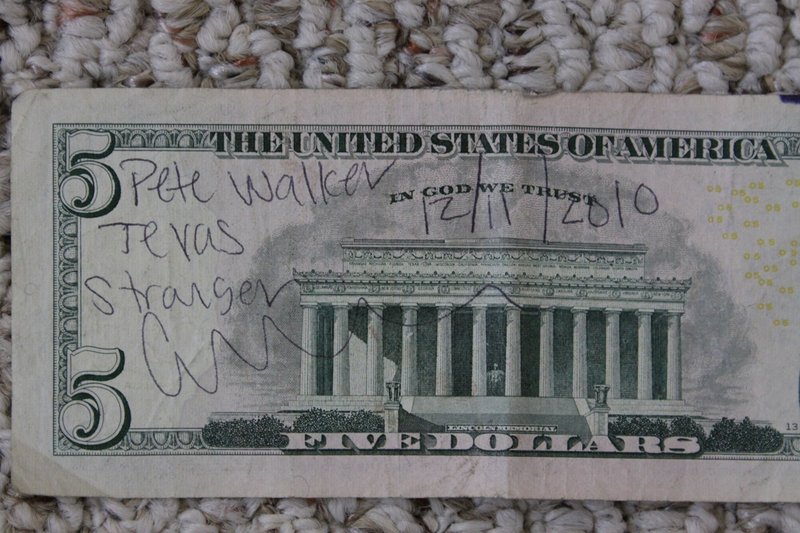 THE UNITED STATES OF AMERICA
5
Pete Walker
IN GOD WE TRUST
12/11/2010
Texas
Stranger
5
LINCOLN MEMORIAL
FIVE DOLLARS
13